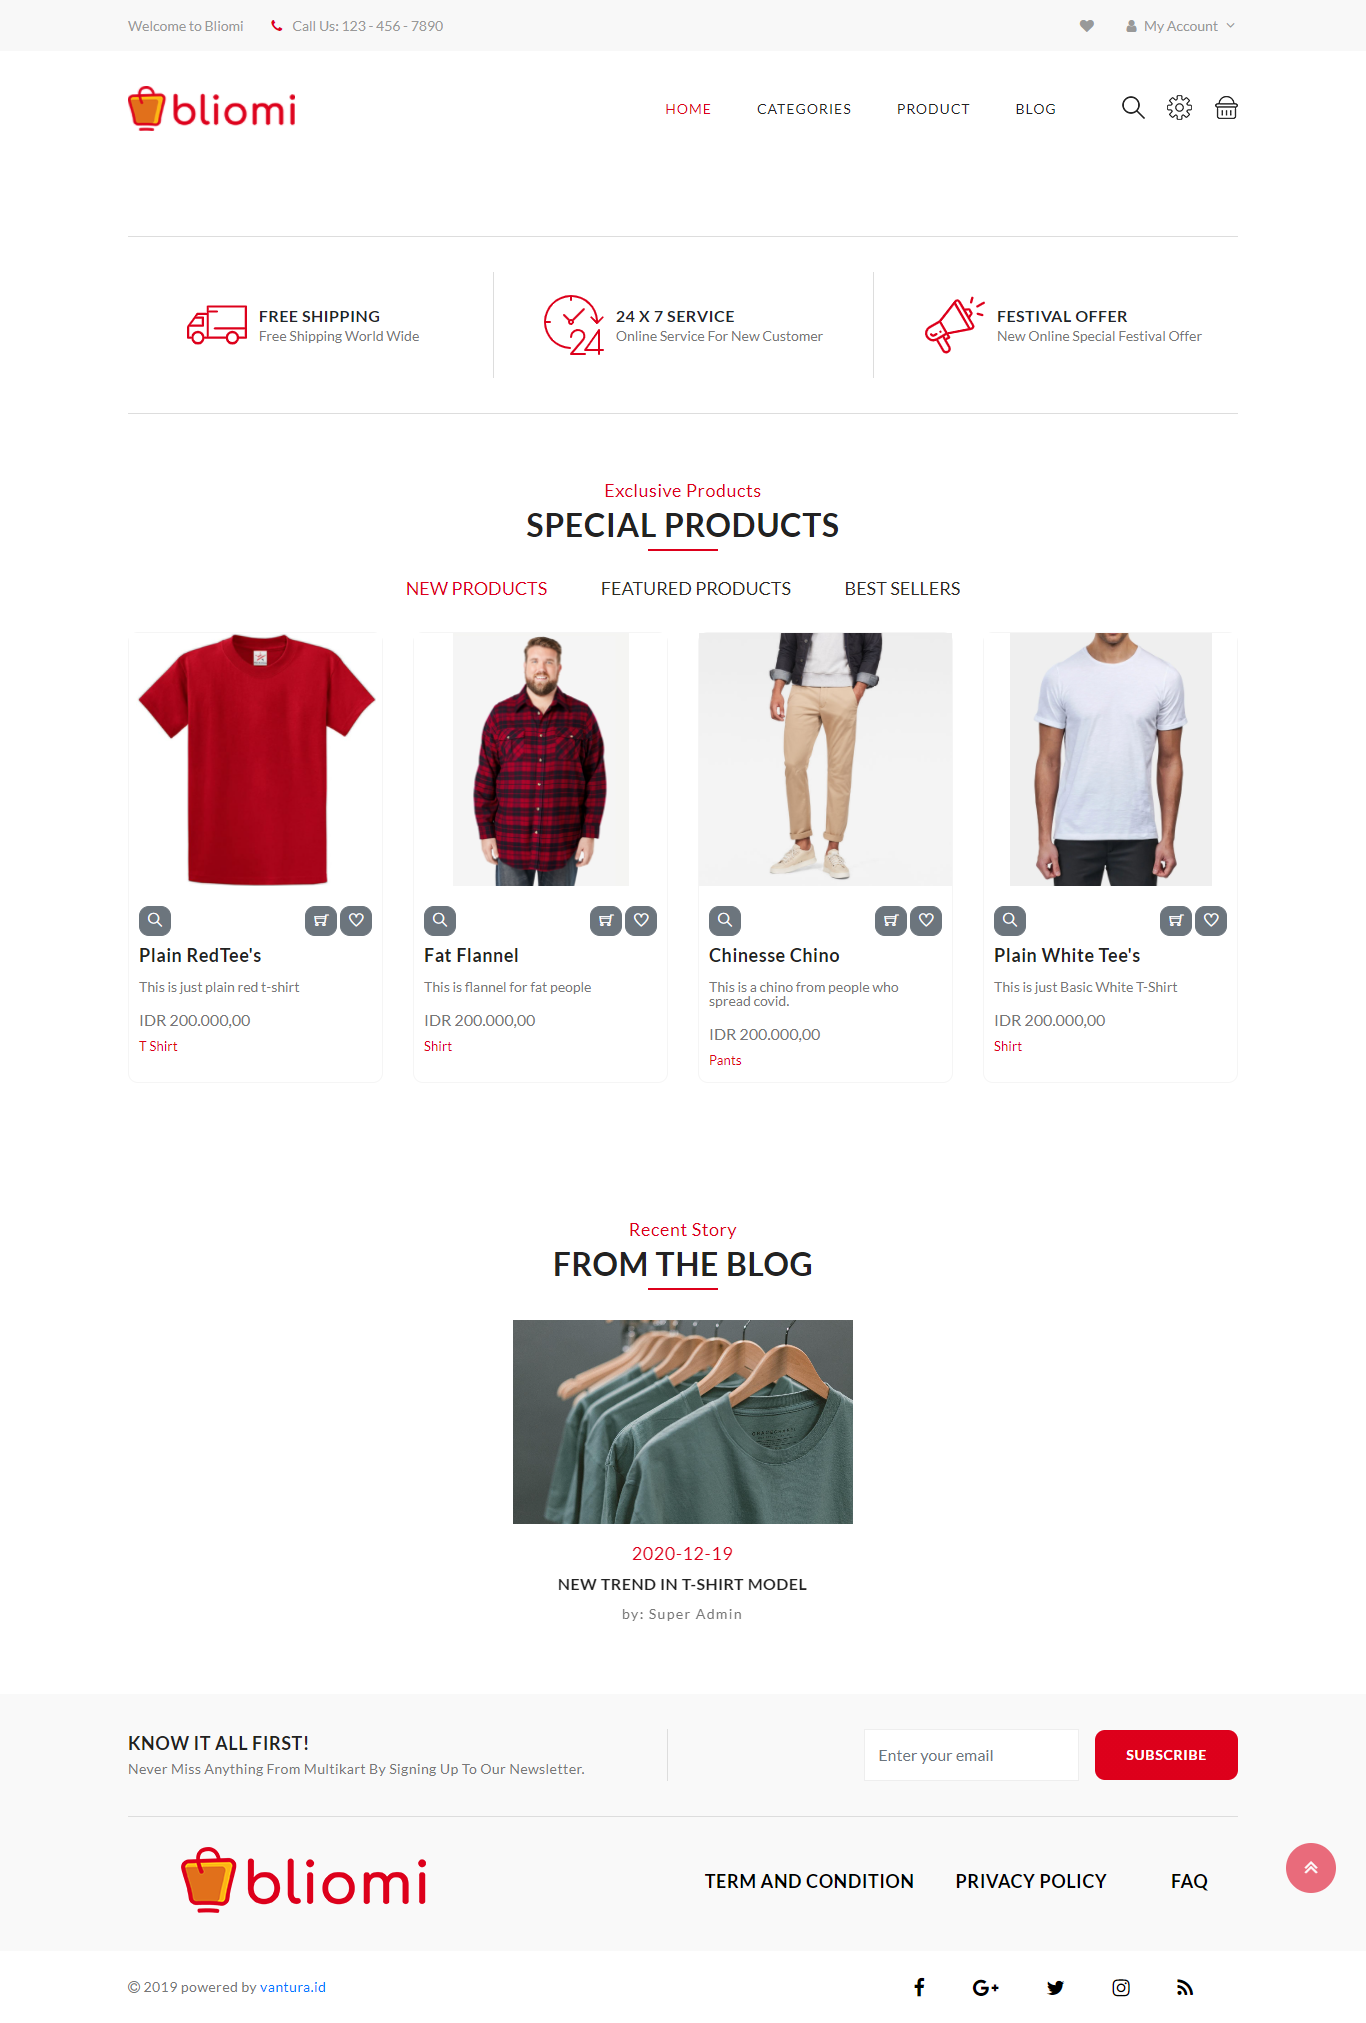 Welcome to Bliomi
Call Us: 123 - 456 - 7890
My Account
bliomi
HOME
CATEGORIES
PRODUCT
BLOG
FREE SHIPPING
Free Shipping World Wide
24 X 7 SERVICE
Online Service For New Customer
FESTIVAL OFFER
New Online Special Festival Offer
24
Exclusive Products
SPECIAL PRODUCTS
NEW PRODUCTS
FEATURED PRODUCTS
BEST SELLERS
Plain RedTee's
This is just plain red t-shirt
IDR 200.000,00
T Shirt
Fat Flannel
This is flannel for fat people
IDR 200.000,00
Shirt
Chinesse Chino
This is a chino from people who
spread covid.
IDR 200.000,00
Pants
Plain White Tee's
This is just Basic White T-Shirt
IDR 200.000,00
Shirt
Recent Story
FROM THE BLOG
2020-12-19
NEW TREND IN T-SHIRT MODEL
by: Super Admin
KNOW IT ALL FIRST!
Never Miss Anything From Multikart By Signing Up To Our Newsletter.
Enter your email
SUBSCRIBE
bliomi
TERM AND CONDITION
PRIVACY POLICY
FAQ
© 2019 powered by vantura.id